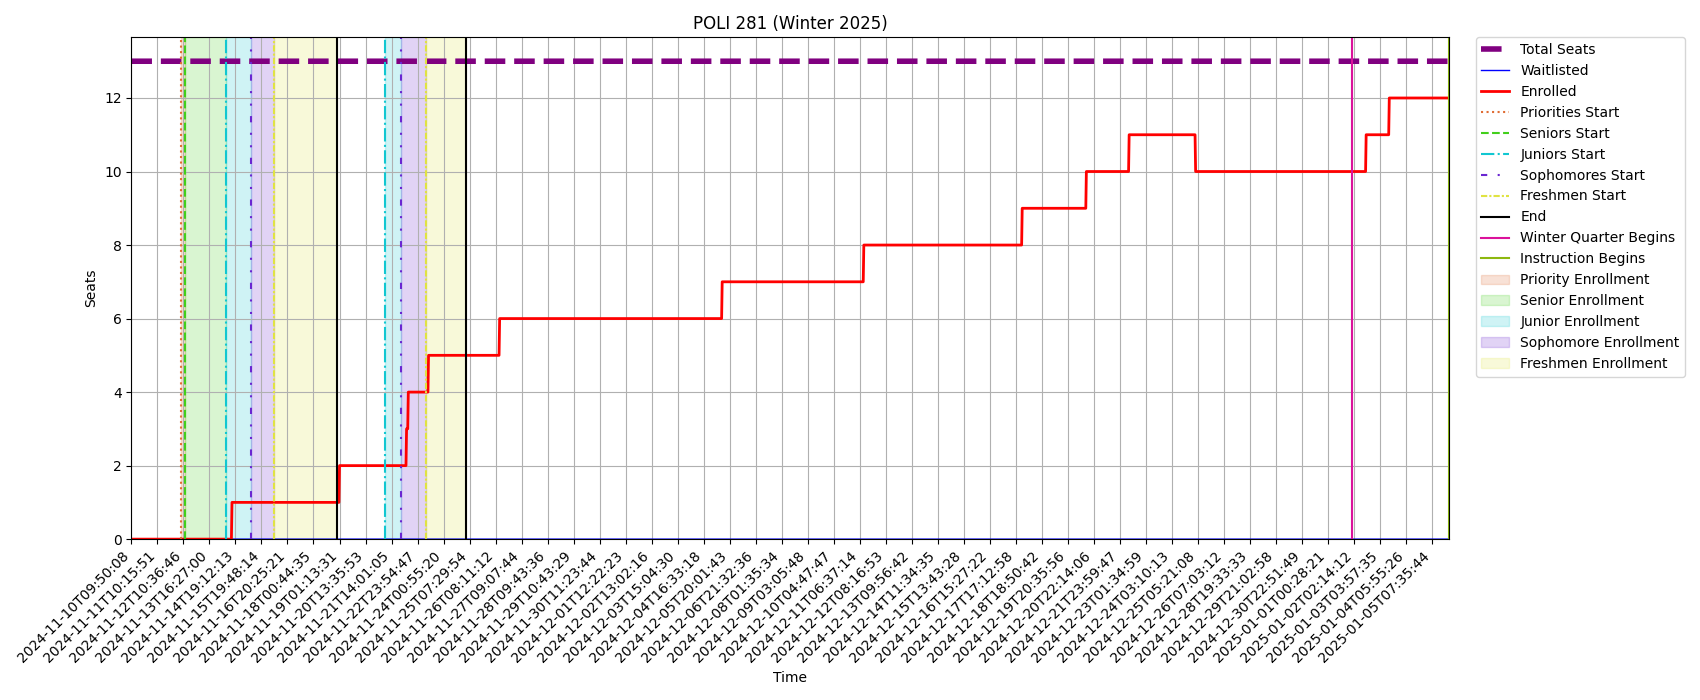 POLI 281 (Winter 2025)
Total Seats
Waitlisted
Enrolled
Priorities Start
Seniors Start
Juniors Start
Sophomores Start
Freshmen Start
End
Winter Quarter Begins
Instruction Begins
Priority Enrollment
Senior Enrollment
Junior Enrollment
Sophomore Enrollment
Freshmen Enrollment
Seats
12
10
8
6
4
2
0
2024-11-10T09:50:08
2024-11-11T10:15:51
2024-11-12T10:36:46
2024-11-13T16:27:00
2024-11-14T19:12:13
2024-11-15T19:48:14
2024-11-16T20:25:21
2024-11-18T00:44:35
2024-11-19T01:13:31
2024-11-20T13:35:53
2024-11-21T14:01:05
2024-11-22T23:54:47
2024-11-24T00:55:20
2024-11-25T07:29:54
2024-11-26T08:11:12
2024-11-27T09:07:44
2024-11-28T09:43:36
2024-11-29T10:43:29
2024-11-30T11:23:44
2024-12-01T12:22:23
2024-12-02T13:02:16
2024-12-03T15:04:30
2024-12-04T16:33:18
2024-12-05T20:01:43
2024-12-06T21:32:36
2024-12-08T01:35:34
2024-12-09T03:05:48
2024-12-10T04:47:47
2024-12-11T06:37:14
2024-12-12T08:16:53
2024-12-13T09:56:42
2024-12-14T11:34:35
2024-12-15T13:43:28
2024-12-16T15:27:22
2024-12-17T17:12:58
2024-12-18T18:50:42
2024-12-19T20:35:56
2024-12-20T22:14:06
2024-12-21T23:59:47
2024-12-23T01:34:59
2024-12-24T03:10:13
2024-12-25T05:21:08
2024-12-26T07:03:12
2024-12-28T19:33:33
2024-12-29T21:02:58
2024-12-30T22:51:49
2025-01-01T00:28:21
2025-01-02T02:14:12
2025-01-03T03:57:35
2025-01-04T05:55:26
2025-01-05T07:35:44
Time